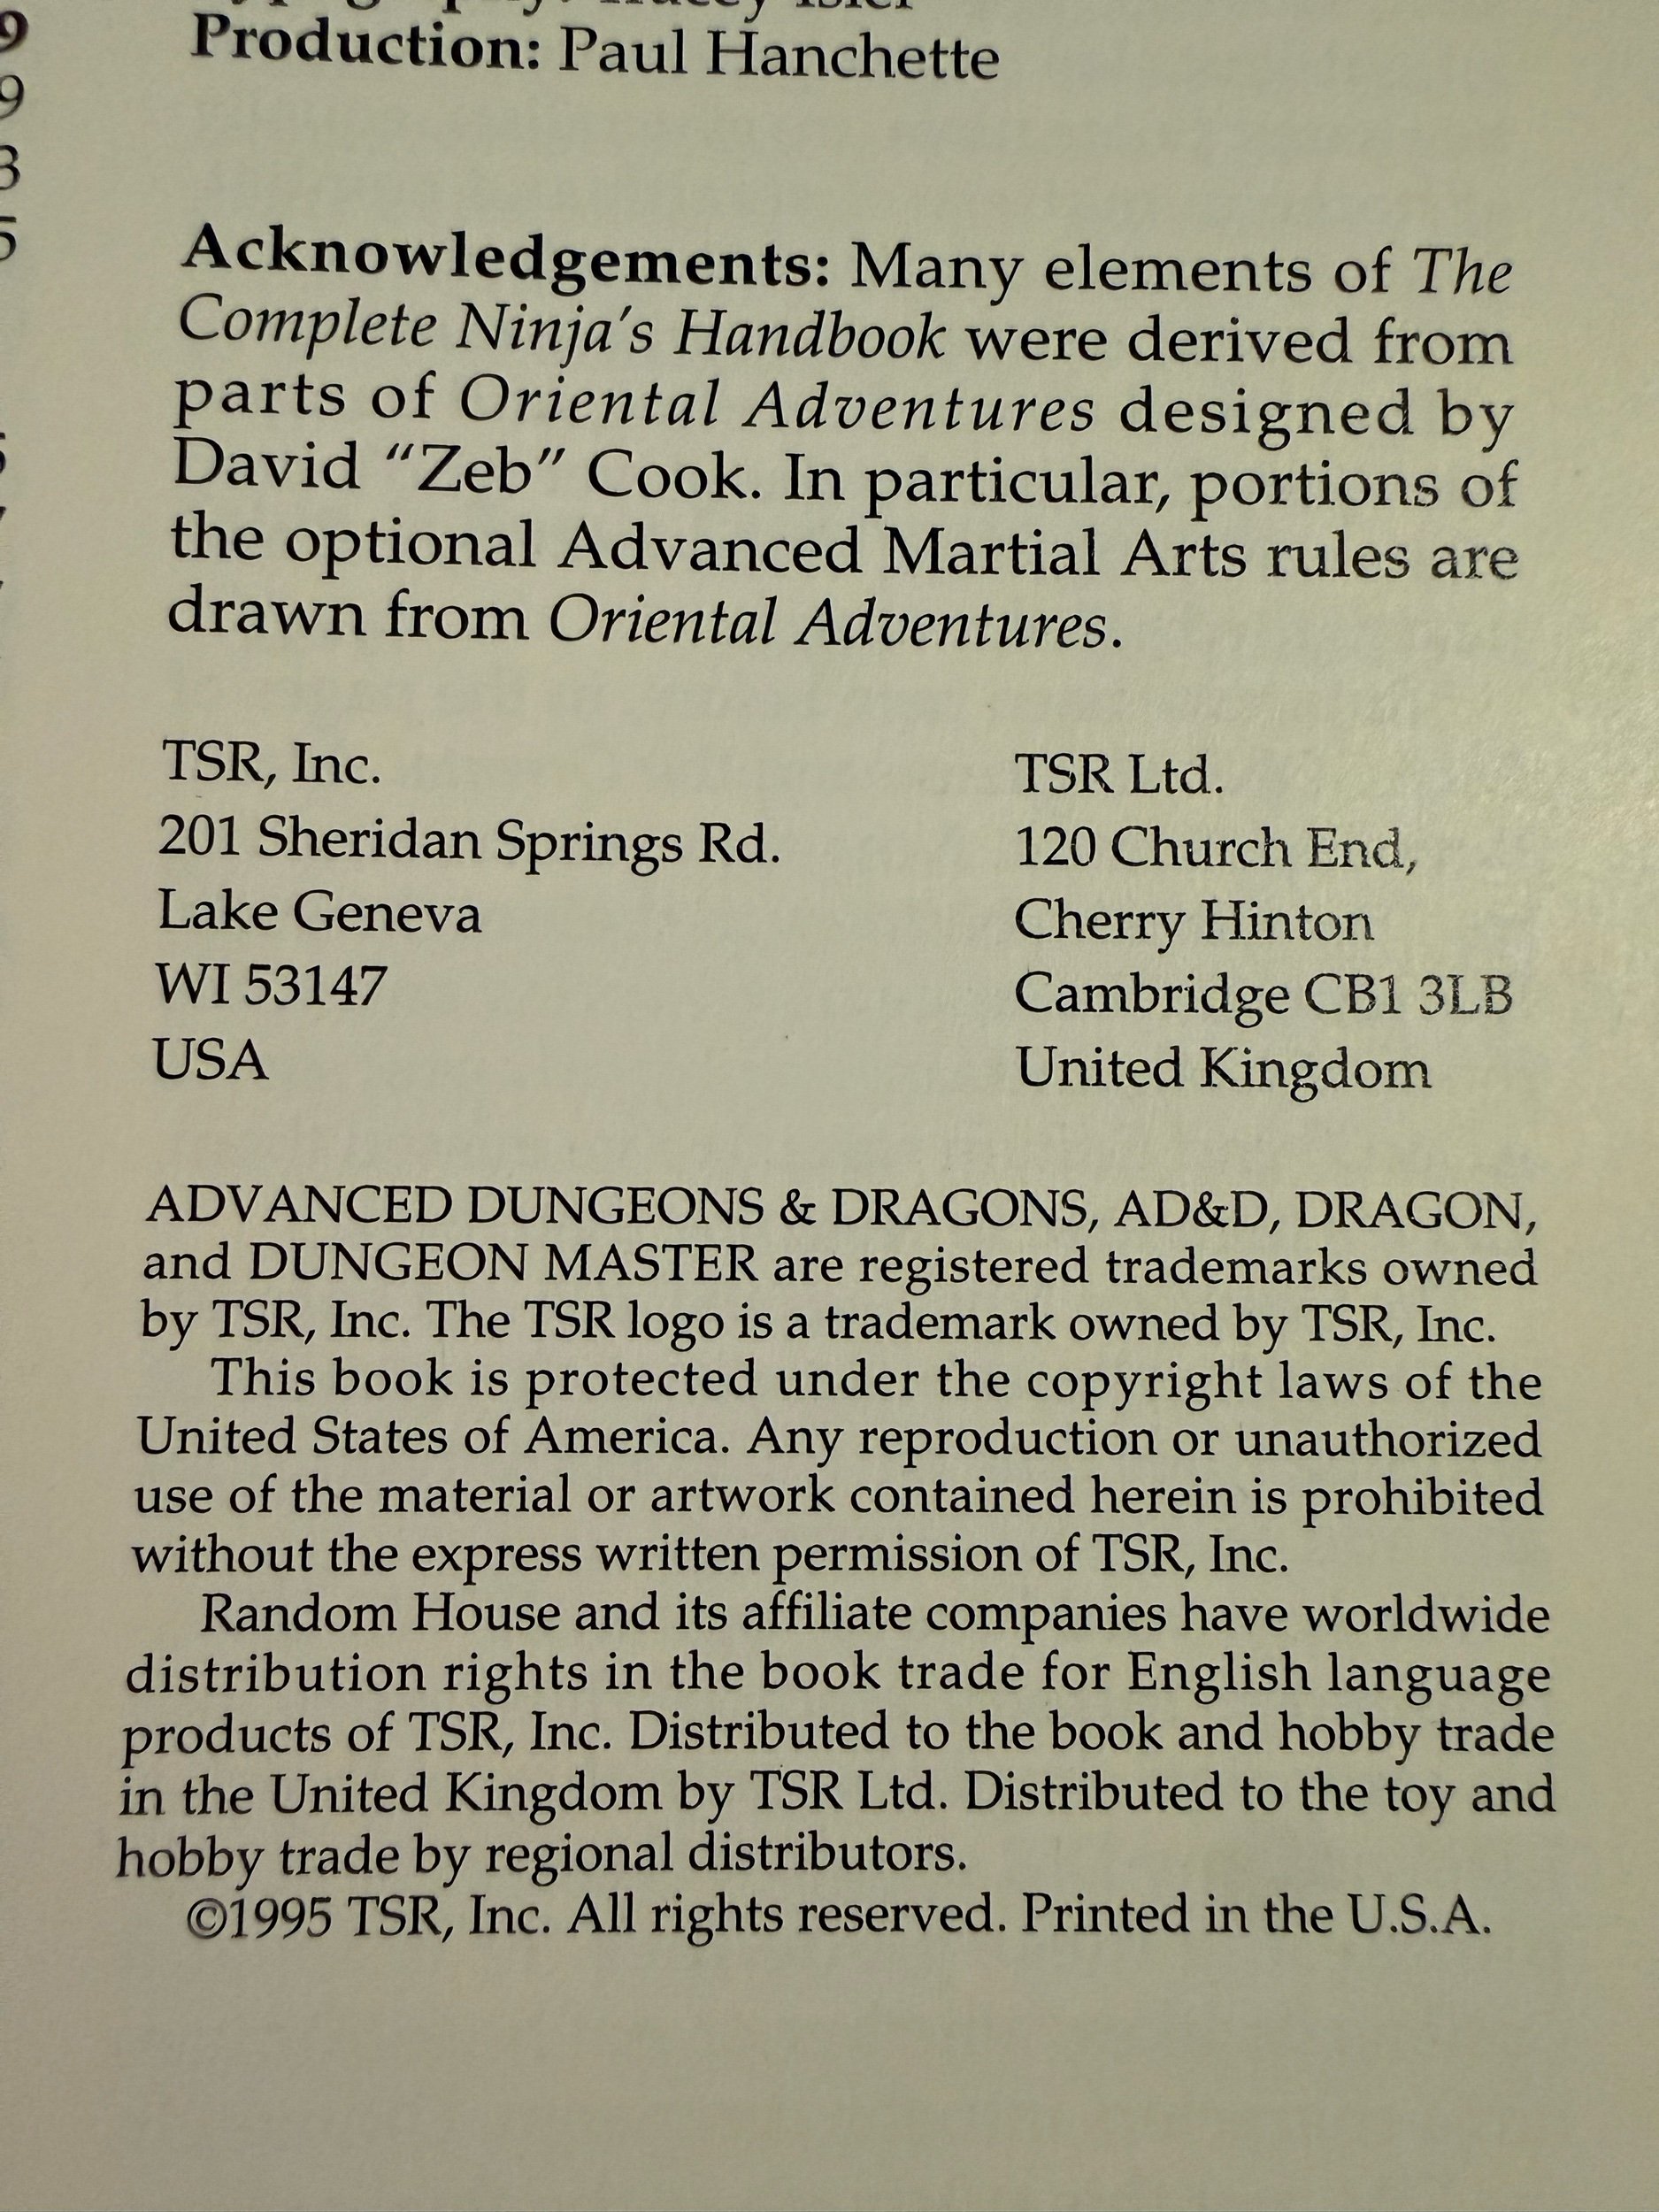 Production: Paul Hanchette
9
9
3
5
Acknowledgements: Many elements of The
Complete Ninja's Handbook were derived from
parts of Oriental Adventures designed by
David "Zeb" Cook. In particular, portions of
the optional Advanced Martial Arts rules are
drawn from Oriental Adventures.
TSR, Inc.
201 Sheridan Springs Rd.
Lake Geneva
WI 53147
USA
TSR Ltd.
120 Church End,
Cherry Hinton
Cambridge CB1 3LB
United Kingdom
ADVANCED DUNGEONS & DRAGONS, AD&D, DRAGON,
and DUNGEON MASTER are registered trademarks owned
by TSR, Inc. The TSR logo is a trademark owned by TSR, Inc.
This book is protected under the copyright laws of the
United States of America. Any reproduction or unauthorized
use of the material or artwork contained herein is prohibited
without the express written permission of TSR, Inc.
Random House and its affiliate companies have worldwide
distribution rights in the book trade for English language
products of TSR, Inc. Distributed to the book and hobby trade
in the United Kingdom by TSR Ltd. Distributed to the toy and
hobby trade by regional distributors.
©1995 TSR, Inc. All rights reserved. Printed in the U.S.A.